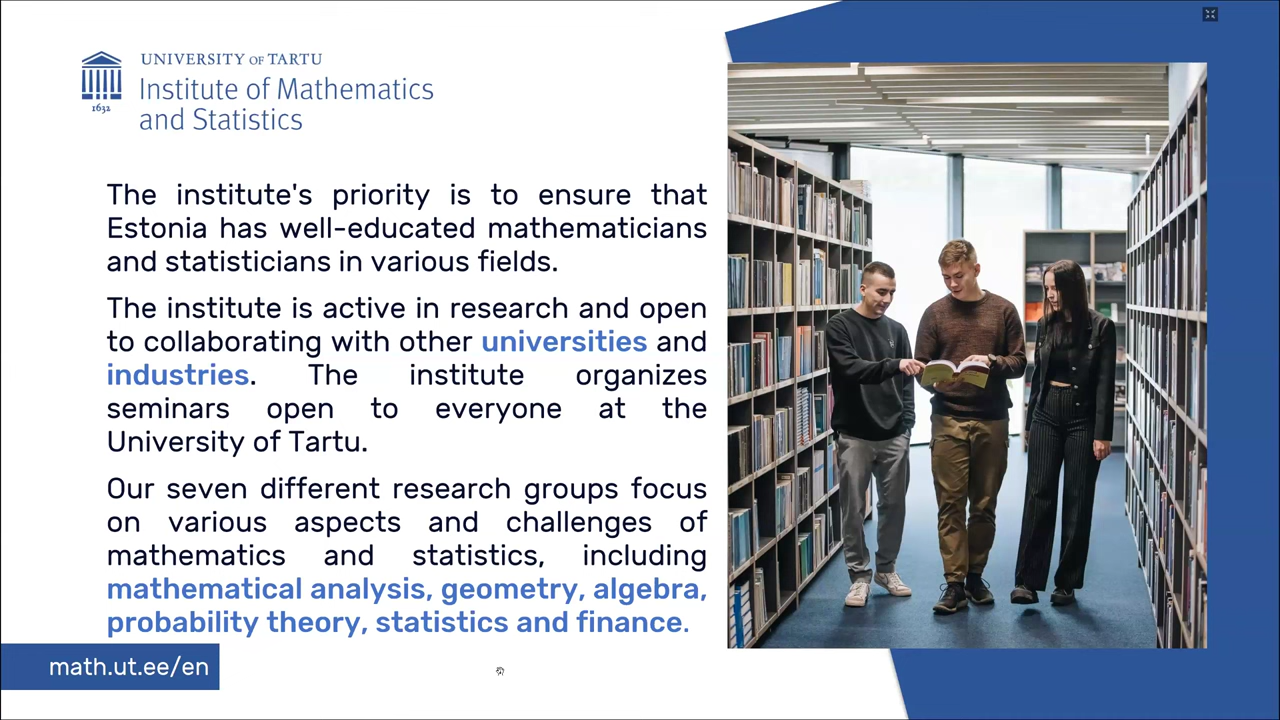 UNIVERSITY OF TARTU
Institute of Mathematics
and Statistics
1632
The institute's priority is to ensure that
Estonia has well-educated mathematicians
and statisticians in various fields.
The institute is active in research and open
to collaborating with other universities and
industries. The institute organizes
seminars open to everyone at the
University of Tartu.
Our seven different research groups focus
on various aspects and challenges of
mathematics and statistics, including
mathematical analysis, geometry, algebra,
probability theory, statistics and finance.
math.ut.ee/en